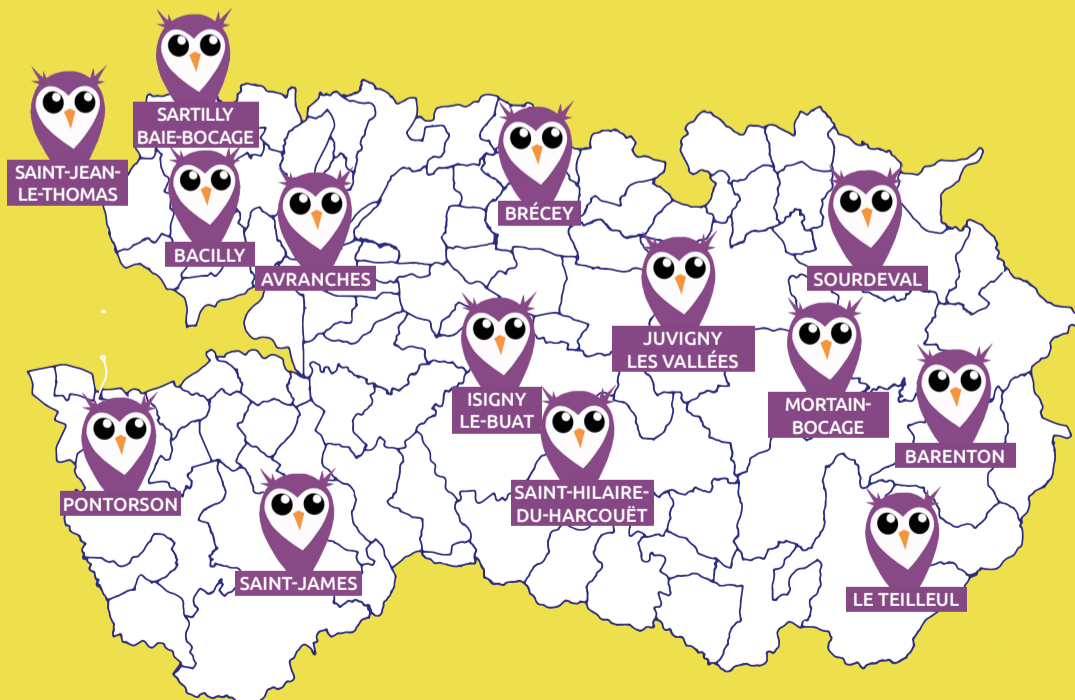 SARTILLY
BAIE-BOCAGE
SAINT-JEAN-
LE-THOMAS
BRÉCEY
BACILLY
AVRANCHES
SOURDEVAL
JUVIGNY
LES VALLÉES
ISIGNY
LE-BUAT
MORTAIN-
BOCAGE
BARENTON
PONTORSON
SAINT-HILAIRE-
DU-HARCOUËT
SAINT-JAMES
LE TEILLEUL